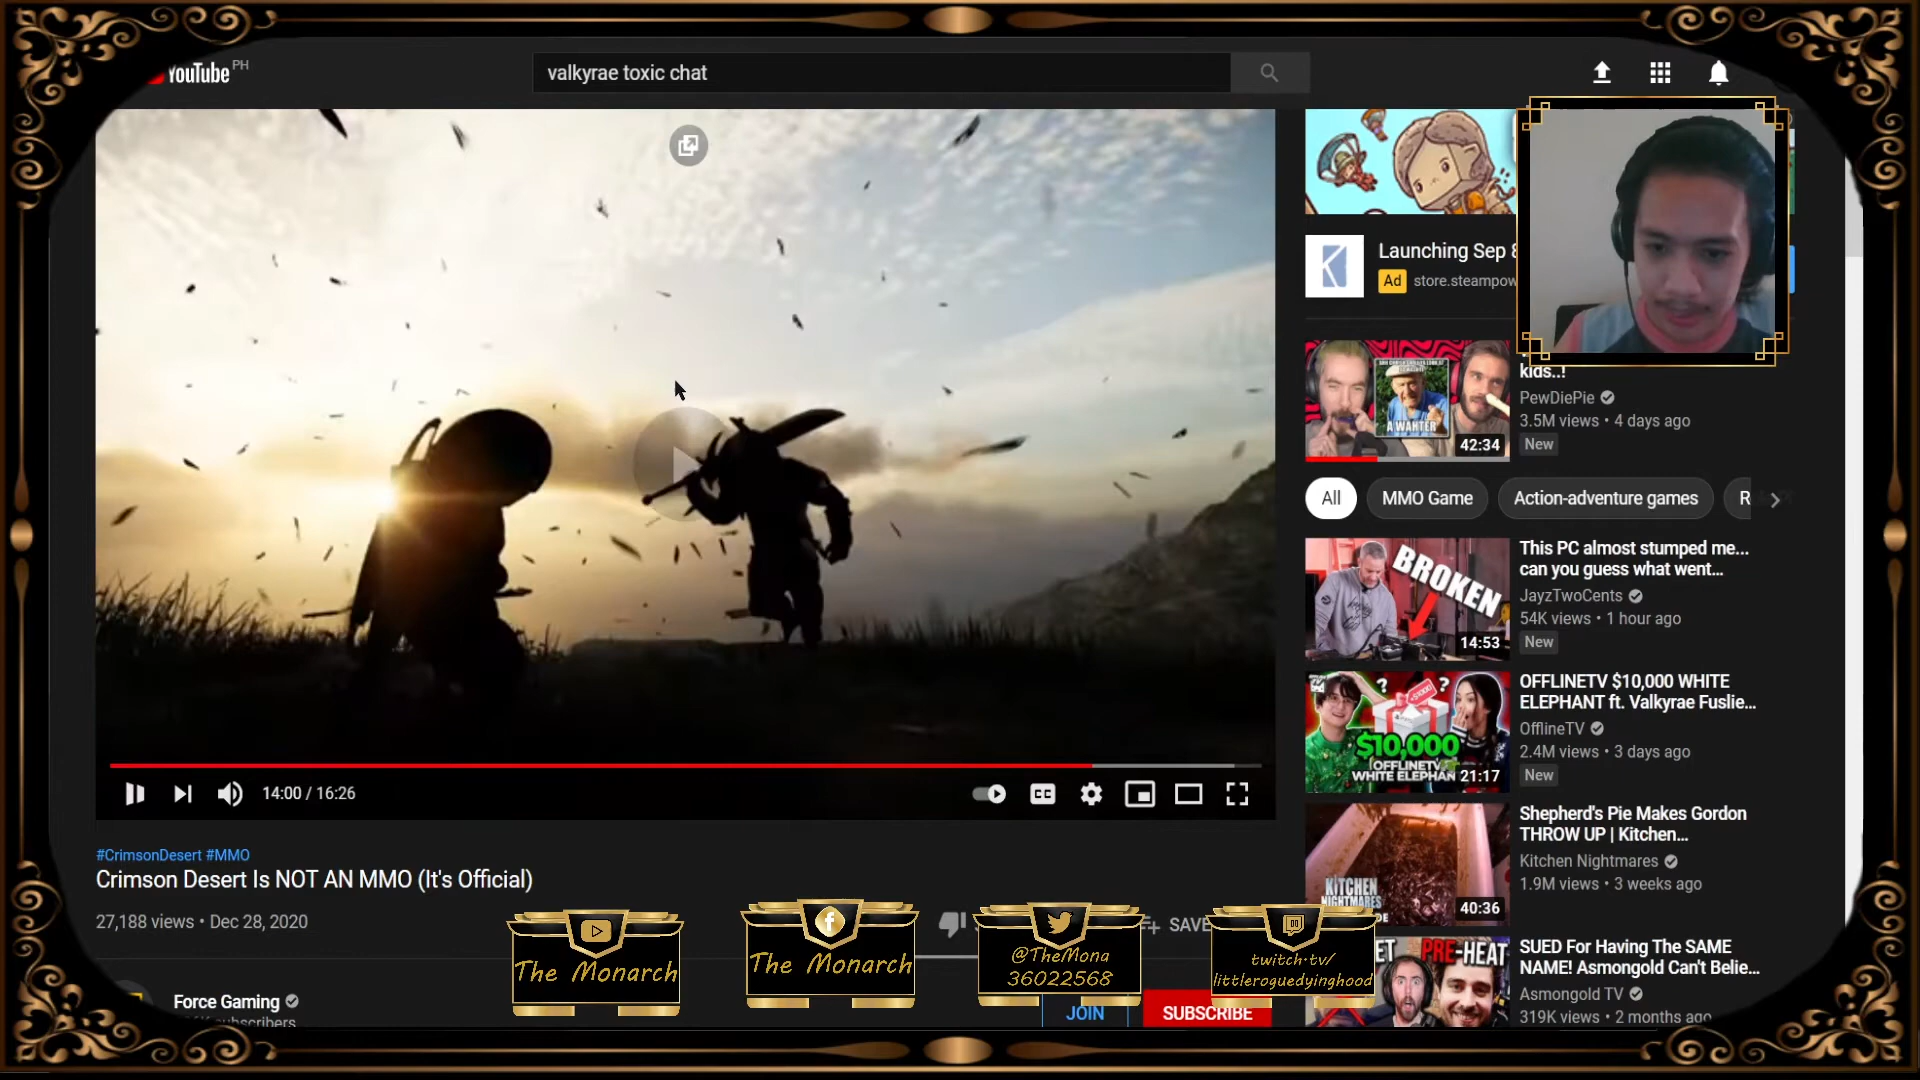 YouTube PH
valkyrae toxic chat
Launching Sep
Ad store.steampow
kids..!
PewDiePie
3.5M views • 4 days ago
New
A WAHTER
42:34
All
MMO Game
Action-adventure games
R
BROKEN
14:53
This PC almost stumped me...
can you guess what went...
JayzTwoCents
54K views • 1 hour ago
New
$10,000
OFFLINETV
WHITE ELEPHAN
21:17
OFFLINETV $10,000 WHITE
ELEPHANT ft. Valkyrae Fuslie...
OfflineTV
2.4M views • 3 days ago
New
KITCHEN
NIGHTMARES
DE
40:36
Shepherd's Pie Makes Gordon
THROW UP | Kitchen...
Kitchen Nightmares
1.9M views • 3 weeks ago
ET PRE-HEAT
SUED For Having The SAME
NAME! Asmongold Can't Belie...
Asmongold TV
319K views • 2 months ago
14:00 / 16:26
CC
#CrimsonDesert #MMO
Crimson Desert Is NOT AN MMO (It's Official)
27,188 views • Dec 28, 2020
SAVE
The Monarch
The Monarch
@TheMona
36022568
twitch.tv/
littleroguedyinghood
Force Gaming
subscribers
JOIN
SUBSCRIBE